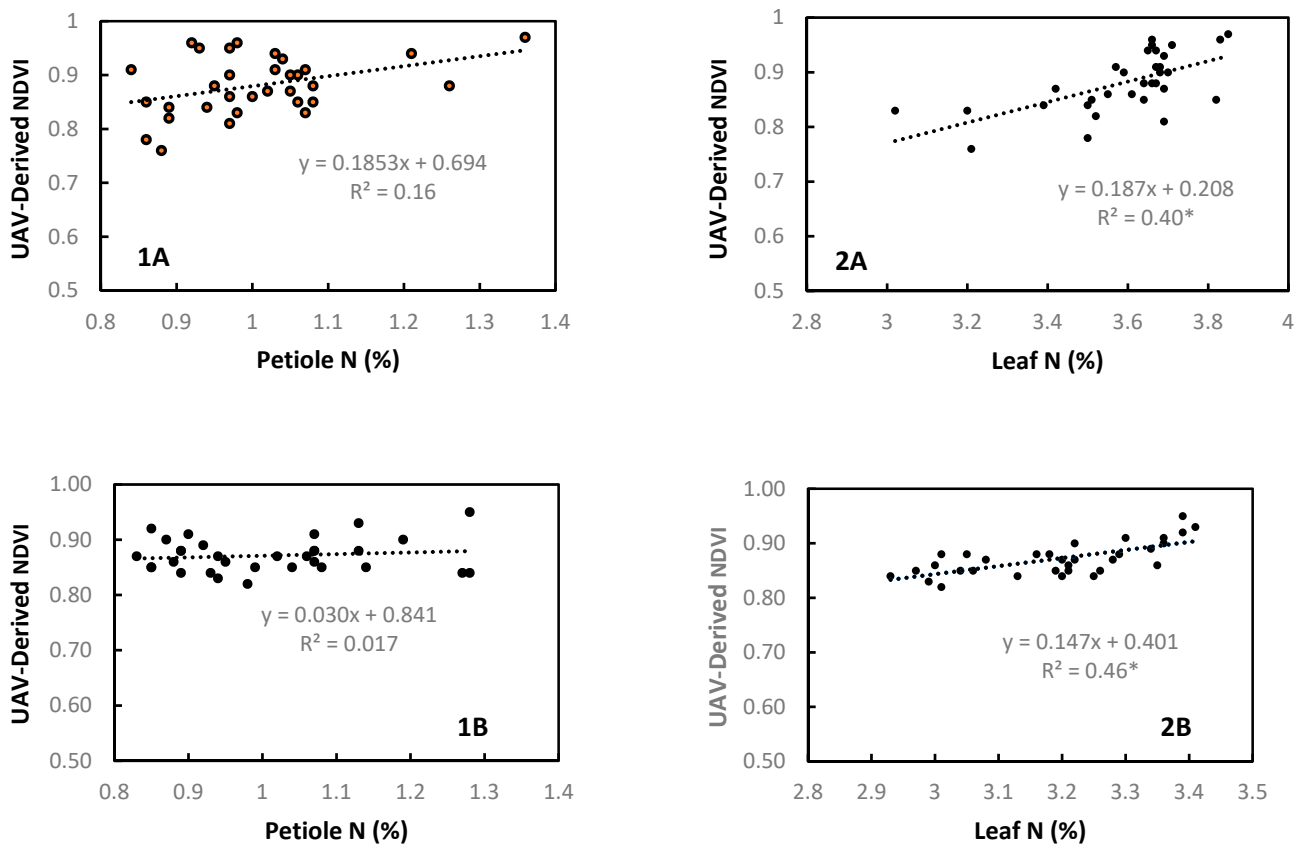 UAV-Derived NDVI
1
0.9
0.8
0.7
0.6
0.5
y = 0.1853x + 0.694
R² = 0.16
1A
0.8 0.9 1 1.1 1.2 1.3 1.4
Petiole N (%)
UAV-Derived NDVI
1
0.9
0.8
0.7
0.6
0.5
y = 0.187x + 0.208
R² = 0.40*
2A
2.8 3 3.2 3.4 3.6 3.8 4
Leaf N (%)
UAV-Derived NDVI
1.00
0.90
0.80
0.70
0.60
0.50
y = 0.030x + 0.841
R² = 0.017
1B
0.8 0.9 1 1.1 1.2 1.3 1.4
Petiole N (%)
UAV-Derived NDVI
1.00
0.90
0.80
0.70
0.60
0.50
y = 0.147x + 0.401
R² = 0.46*
2B
2.8 2.9 3 3.1 3.2 3.3 3.4 3.5
Leaf N (%)